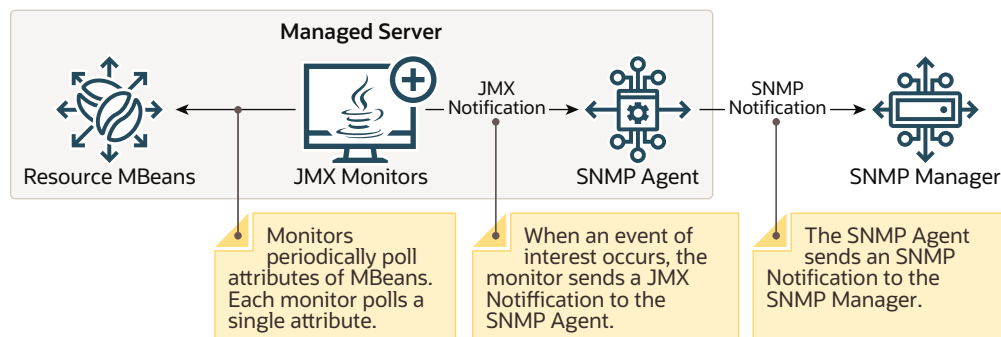 Managed Server
JMX
Notification
SNMP
Notification
Resource MBeans
JMX Monitors
SNMP Agent
SNMP Manager
Monitors
periodically poll
attributes of MBeans.
Each monitor polls a
single attribute.
When an event of
interest occurs, the
monitor sends a JMX
Notiffication to the
SNMP Agent.
The SNMP Agent
sends an SNMP
Notification to the
SNMP Manager.